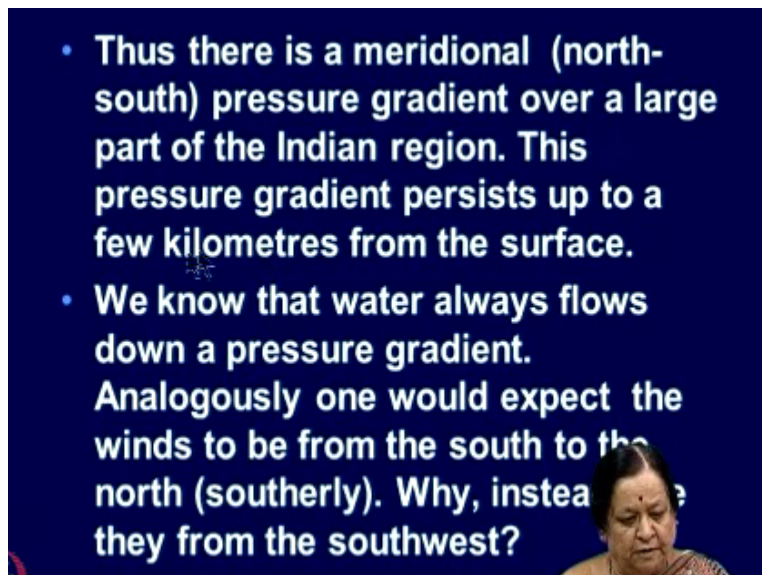 • Thus there is a meridional (north-
south) pressure gradient over a large
part of the Indian region. This
pressure gradient persists up to a
few kilometres from the surface.
• We know that water always flows
down a pressure gradient.
Analogously one would expect the
winds to be from the south to the
north (southerly). Why, instea e
they from the southwest?